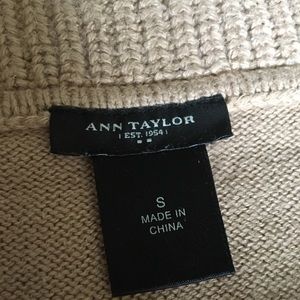 ANN TAYLOR
EST. 1954
S
MADE IN
CHINA